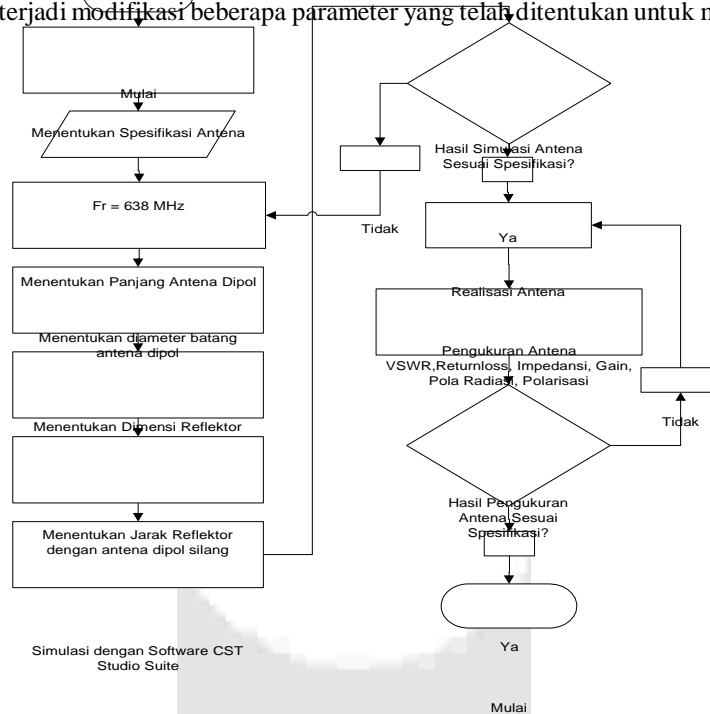 terjadi modifikasi beberapa parameter yang telah ditentukan untuk
Mulai
Menentukan Spesifikasi Antena
Fr = 638 MHz
Menentukan Panjang Antena Dipol
Menentukan diameter batang
antena dipol
Menentukan Dimensi Reflektor
Menentukan Jarak Reflektor
dengan antena dipol silang
Simulasi dengan Software CST
Studio Suite
Hasil Simulasi Antena
Sesuai Spesifikasi?
Tidak
Ya
Realisasi Antena
Pengukuran Antena
VSWR,Returnloss, Impedansi, Gain,
Pola Radiasi, Polarisasi
Tidak
Hasil Pengukuran
Antena Sesuai
Spesifikasi?
Ya
Mulai